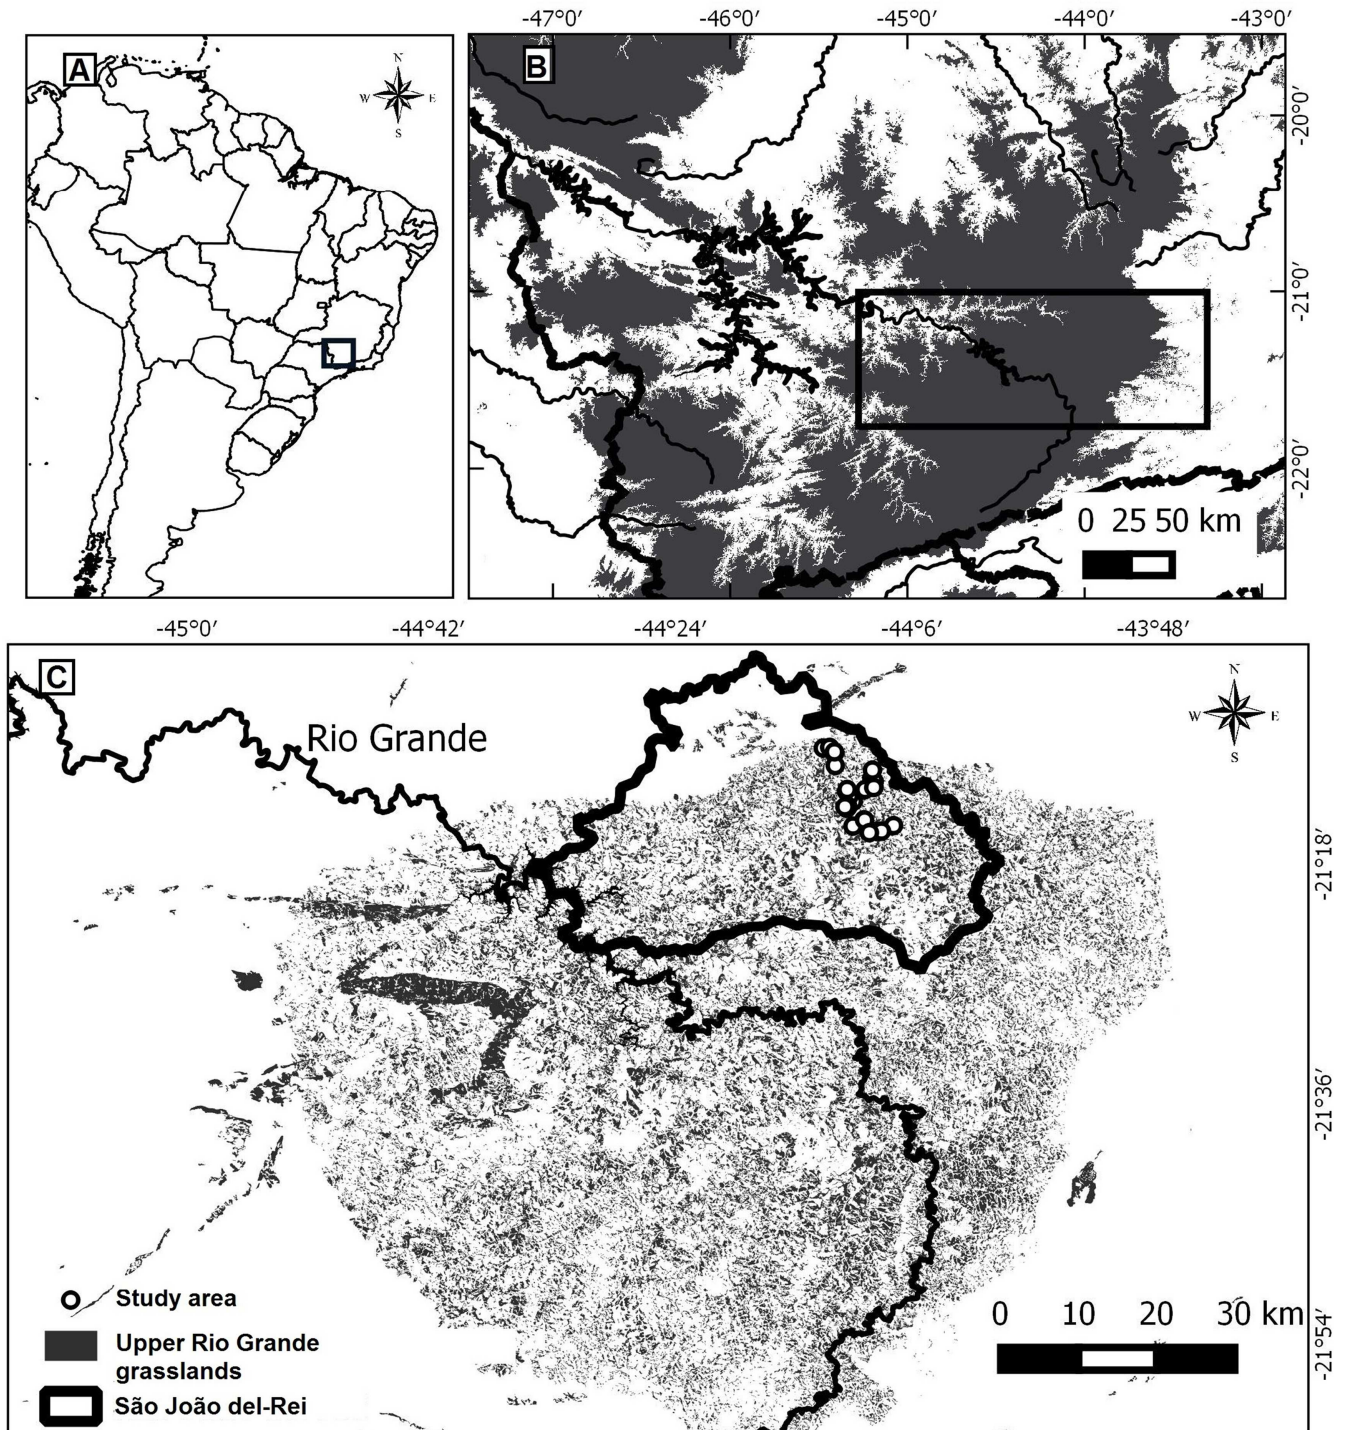 -47°0′ -46°0′ -45°0′ -44°0′ -43°0′
A
N
W E
S
B
-20°0′
-21°0′
-22°0′
0 25 50 km
-45°0′ -44°42′ -44°24′ -44°6′ -43°48′
C
N
W E
S
Rio Grande
-21°18′
-21°36′
-21°54′
Study area
Upper Rio Grande
grasslands
São João del-Rei
0 10 20 30 km